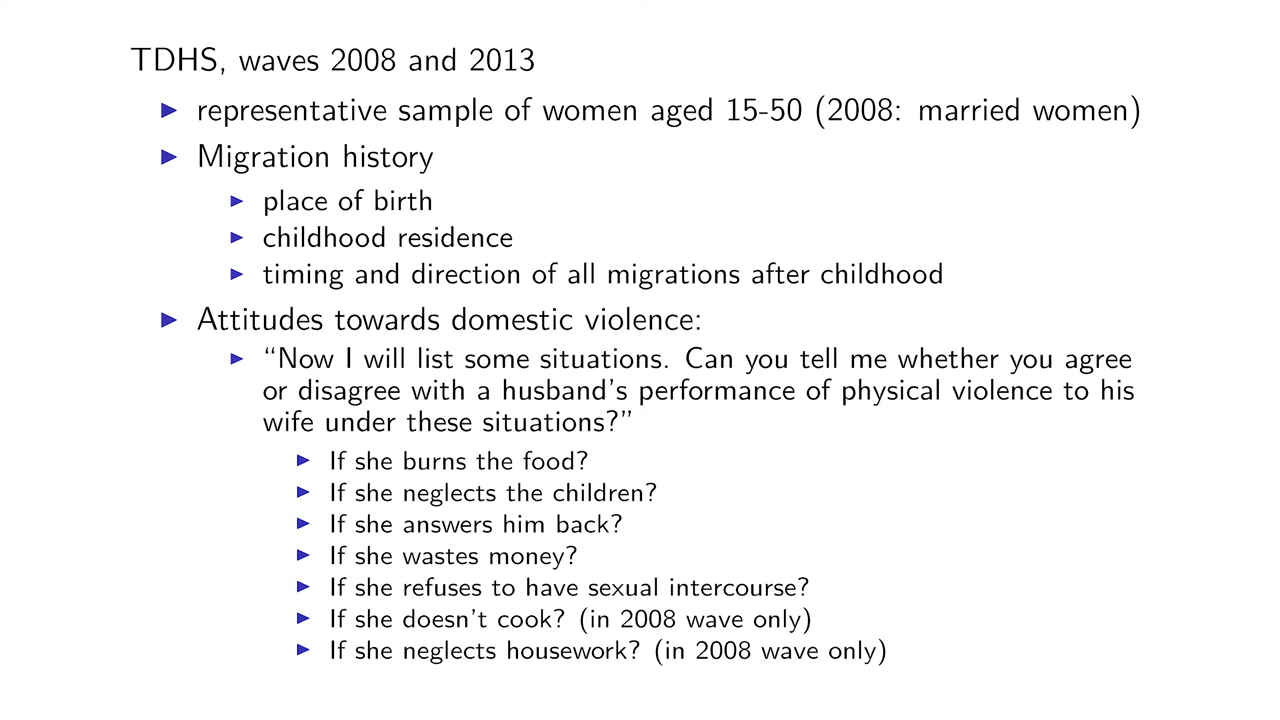 TDHS, waves 2008 and 2013
representative sample of women aged 15-50 (2008: married women)
Migration history
place of birth
childhood residence
timing and direction of all migrations after childhood
Attitudes towards domestic violence:
“Now I will list some situations. Can you tell me whether you agree
or disagree with a husband’s performance of physical violence to his
wife under these situations?”
If she burns the food?
If she neglects the children?
If she answers him back?
If she wastes money?
If she refuses to have sexual intercourse?
If she doesn’t cook? (in 2008 wave only)
If she neglects housework? (in 2008 wave only)